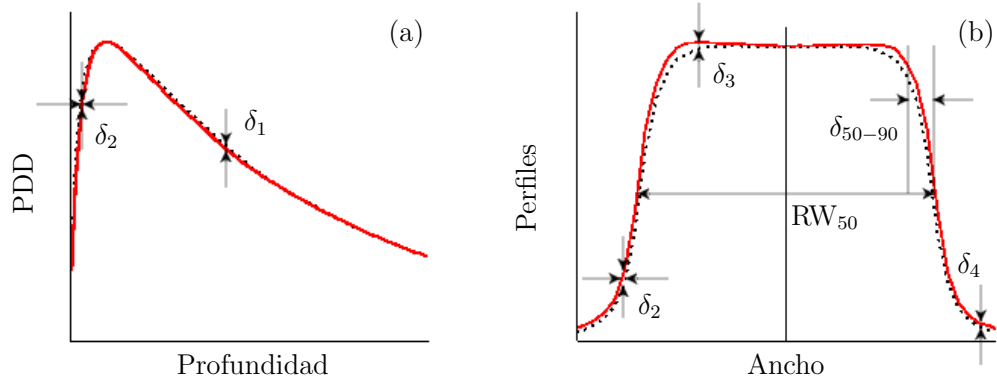 (a)
δ2
δ1
PDD
Profundidad
(b)
δ3
δ50−90
RW50
δ2
δ4
Perfiles
Ancho